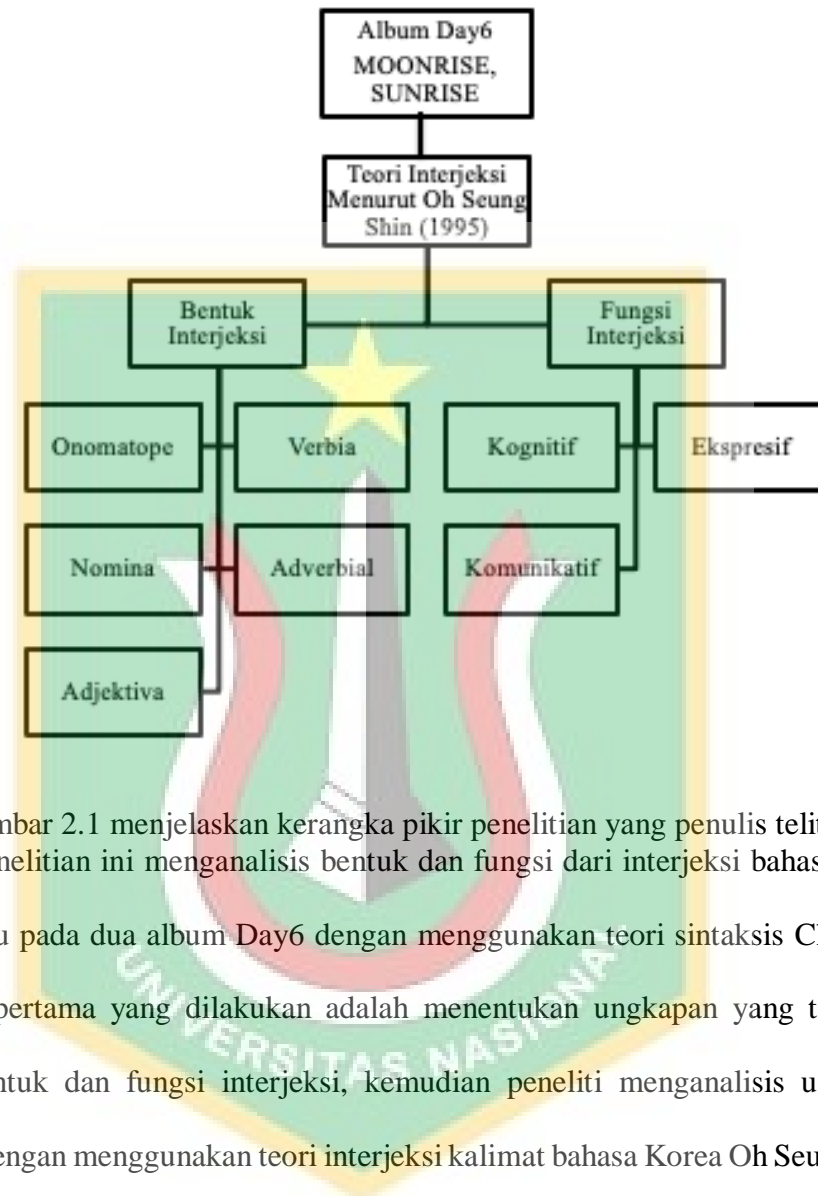 Album Day6
MOONRISE,
SUNRISE
Teori Interjeksi
Menurut Oh Seung
Shin (1995)
Bentuk
Interjeksi
Fungsi
Interjeksi
Onomatope
Verbia
Kognitif
Ekspresif
Nomina
Adverbial
Komunikatif
Adjektiva
mbar 2.1 menjelaskan kerangka pikir penelitian yang penulis telit
nelitian ini menganalisis bentuk dan fungsi dari interjeksi bahas
u pada dua album Day6 dengan menggunakan teori sintaksis Cl
pertama yang dilakukan adalah menentukan ungkapan yang t
ntuk dan fungsi interjeksi, kemudian peneliti menganalisis u
engan menggunakan teori interjeksi kalimat bahasa Korea Oh Seu
UNIVERSITAS NASIONAL